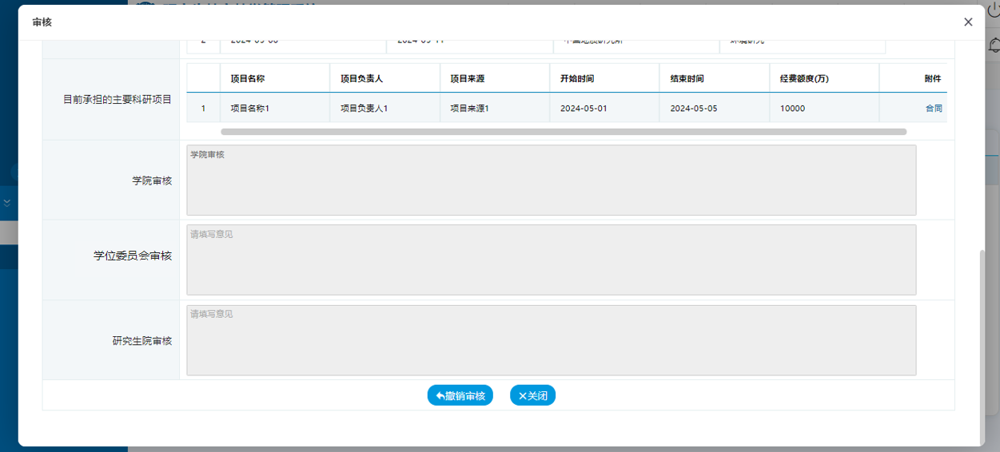 审核
目前承担的主要科研项目
项目名称 项目负责人 项目来源 开始时间 结束时间 经费额度(万) 附件
1 项目名称1 项目负责人1 项目来源1 2024-05-01 2024-05-05 10000 合同
学院审核
学院审核
学位委员会审核
请填写意见
研究生院审核
请填写意见
撤销审核 关闭